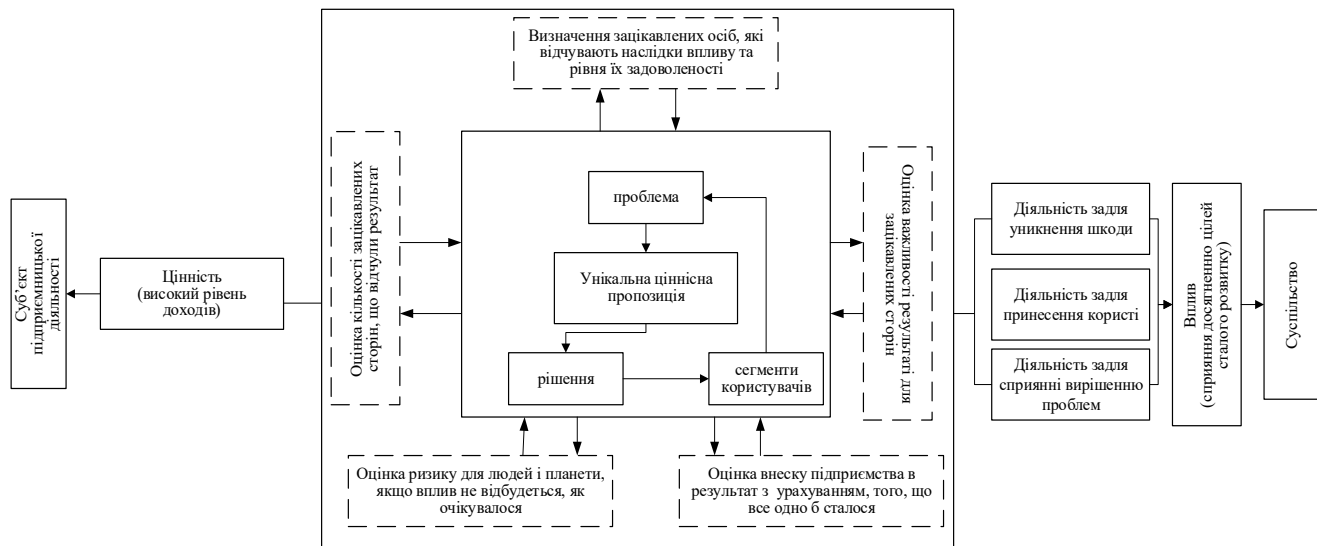 Визначення зацікавлених осіб, які
відчувають наслідки впливу та
рівня їх задоволеності
Суб’єкт
підприємницької
діяльності
Цінність
(високий рівень
доходів)
Оцінка кількості зацікавлених
сторін, що відчули результат
проблема
Унікальна ціннісна
пропозиція
рішення
сегменти
користувачів
Оцінка важливості результаті для
зацікавлених сторін
Оцінка ризику для людей і планети,
якщо вплив не відбудеться, як
очікувалося
Оцінка внеску підприємства в
результат з урахуванням, того, що
все одно б сталося
Діяльність задля
уникнення шкоди
Діяльність задля
принесення користі
Діяльність задля
сприянні вирішенню
проблем
Вплив
(сприяння досягненню цілей
сталого розвитку)
Суспільство